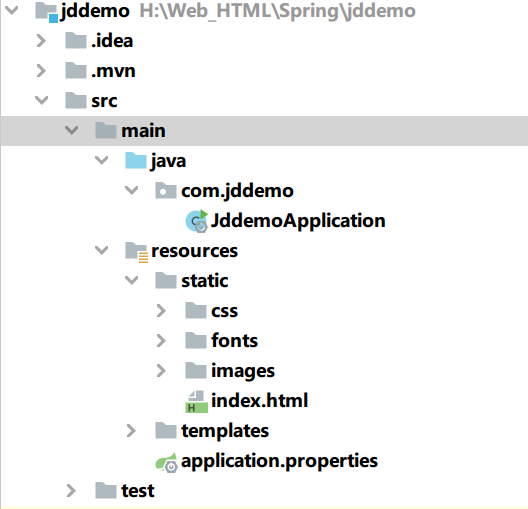 jddemo H:\Web_HTML\Spring\jddemo
.idea
.mvn
src
main
java
com.jddemo
JddemoApplication
resources
static
css
fonts
images
index.html
templates
application.properties
test